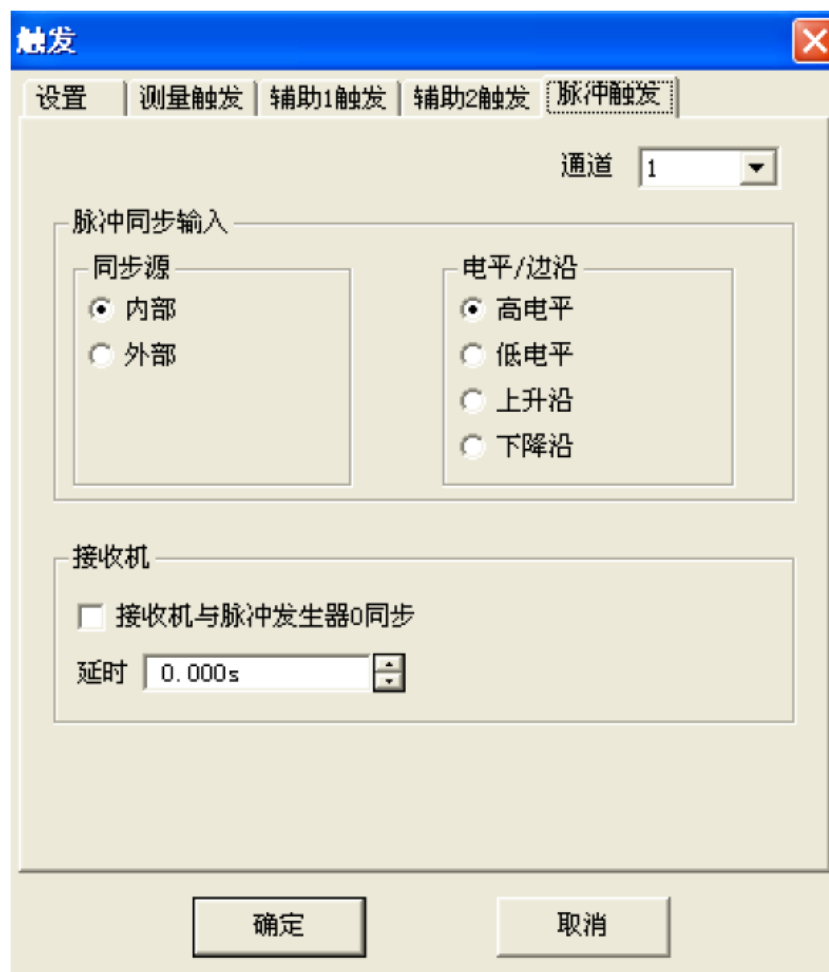 触发
设置 测量触发 辅助1触发 辅助2触发 脉冲触发
通道 1
脉冲同步输入
同步源 电平/边沿
内部 高电平
外部 低电平
上升沿
下降沿
接收机
接收机与脉冲发生器0同步
延时 0.000s
确定 取消